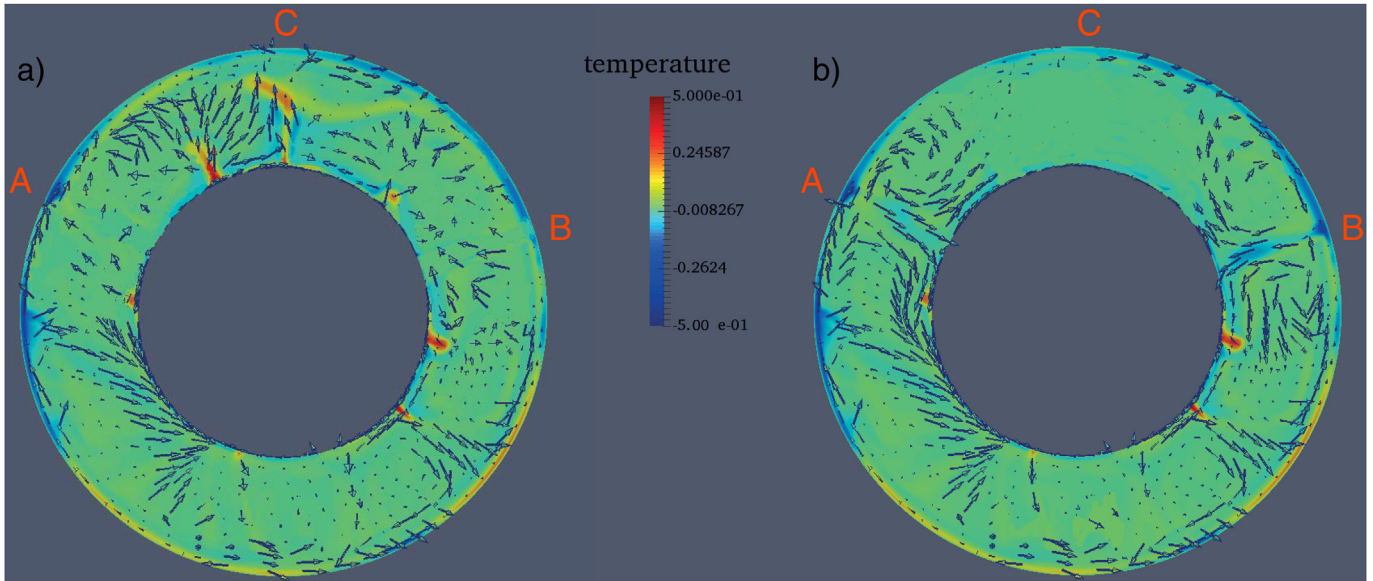 C
C
a)
temperature
b)
5.000e-01
0.24587
A
-0.008267
A
B
B
-0.2624
-5.00 e-01